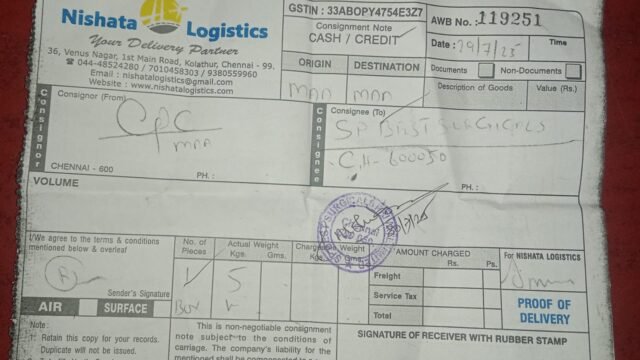 Nishata Logistics
Your Delivery Partner
36, Venus Nagar, 1st Main Road, Kolathur, Chennai - 99.
☎ 044-48524280 / 7010458303 / 9380559960
Email : nishatalogistics@gmail.com
Website : www.nishatalogistics.com
GSTIN : 33ABOPY4754E3Z7
Consignment Note
CASH / CREDIT
ORIGIN DESTINATION
maa maa
AWB No. : 119251
Date : 29/7/25 Time
Documents Non-Documents
Description of Goods Value (Rs.)
Consignor
Consignor (From)
CPC
maa
CHENNAI - 600 PH. :
Consignee
Consignee (To)
SP BEST SURGICALS
CH-600050
PH. :
VOLUME
I/We agree to the terms & conditions
mentioned below & overleaf
Sender's Signature
AIR SURFACE
No. of Pieces
1
Box
Actual Weight
Kgs. Gms.
5
Chargeable Weight
Kgs. Gms.
AMOUNT CHARGED
Rs. Ps.
Freight
Service Tax
Total
For NISHATA LOGISTICS
PROOF OF
DELIVERY
Note :
1. Retain this copy for your records.
Duplicate will not be issued.
This is non-negotiable consignment
note subject to the conditions of
carriage. The company's liability for
SIGNATURE OF RECEIVER WITH RUBBER STAMP